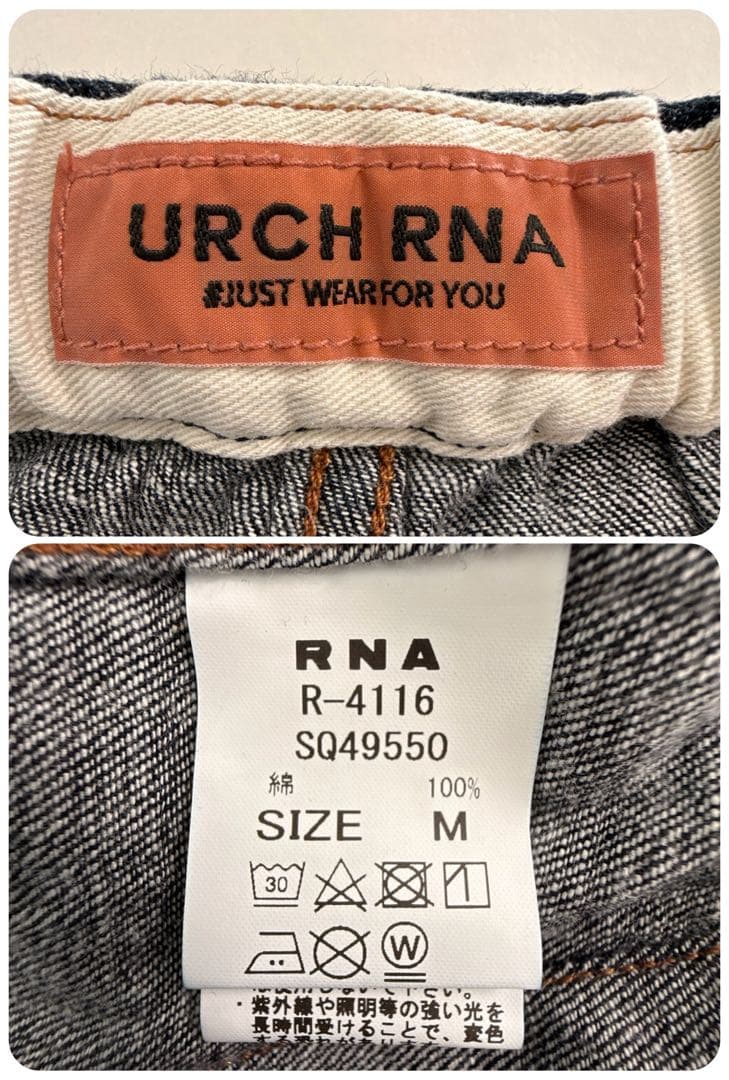 URCH RNA
#JUST WEAR FOR YOU
RNA
R-4116
SQ49550
綿 100%
SIZE M
30
W
・紫外線や照明等の強い光を
長時間受けることで、変色